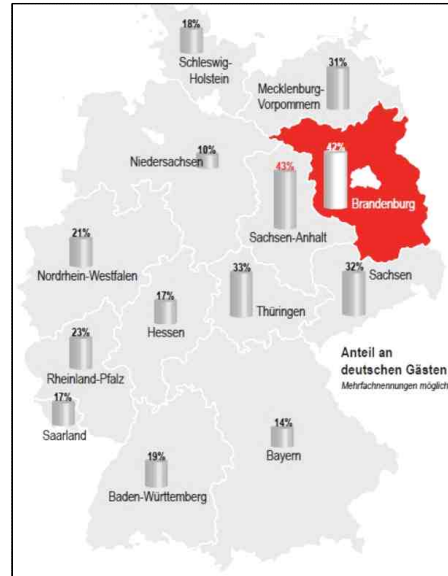 18%
Schleswig-
Holstein
31%
Mecklenburg-
Vorpommern
10%
Niedersachsen
43%
Sachsen-Anhalt
42%
Brandenburg
21%
Nordrhein-Westfalen
17%
Hessen
33%
Thüringen
32%
Sachsen
23%
Rheinland-Pfalz
17%
Saarland
Anteil an
deutschen Gästen
Mehrfachnennungen möglich
14%
Bayern
19%
Baden-Württemberg